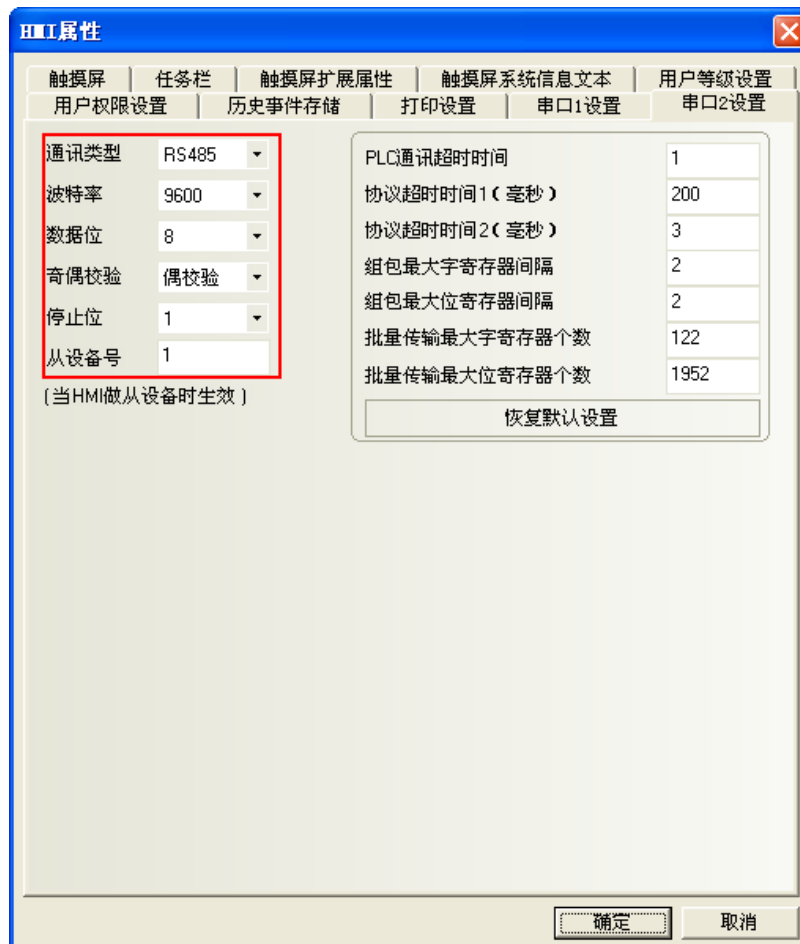 HMI属性
触摸屏 任务栏 触摸屏扩展属性 触摸屏系统信息文本 用户等级设置
用户权限设置 历史事件存储 打印设置 串口1设置 串口2设置
通讯类型 RS485
波特率 9600
数据位 8
奇偶校验 偶校验
停止位 1
从设备号 1
(当HMI做从设备时生效)
PLC通讯超时时间 1
协议超时时间1(毫秒) 200
协议超时时间2(毫秒) 3
组包最大字寄存器间隔 2
组包最大位寄存器间隔 2
批量传输最大字寄存器个数 122
批量传输最大位寄存器个数 1952
恢复默认设置
确定 取消